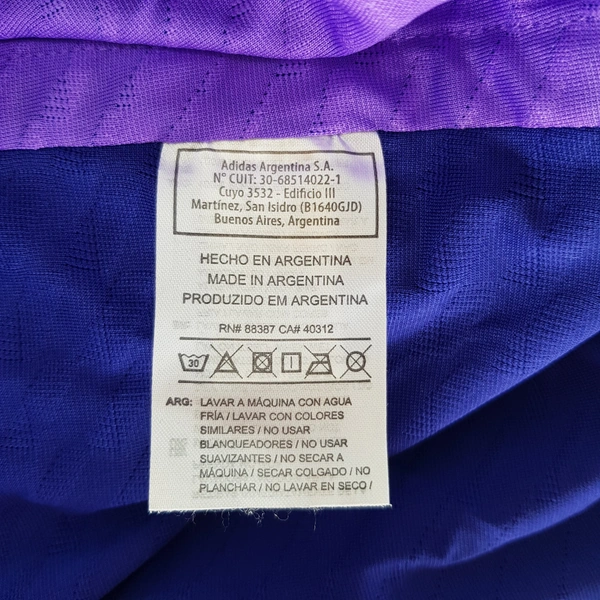 Adidas Argentina S.A.
N° CUIT: 30-68514022-1
Cuyo 3532 - Edificio III
Martínez, San Isidro (B1640GJD)
Buenos Aires, Argentina
HECHO EN ARGENTINA
MADE IN ARGENTINA
PRODUZIDO EM ARGENTINA
RN# 88387 CA# 40312
30
ARG: LAVAR A MÁQUINA CON AGUA
FRÍA / LAVAR CON COLORES
SIMILARES / NO USAR
BLANQUEADORES / NO USAR
SUAVIZANTES / NO SECAR A
MÁQUINA / SECAR COLGADO / NO
PLANCHAR / NO LAVAR EN SECO /